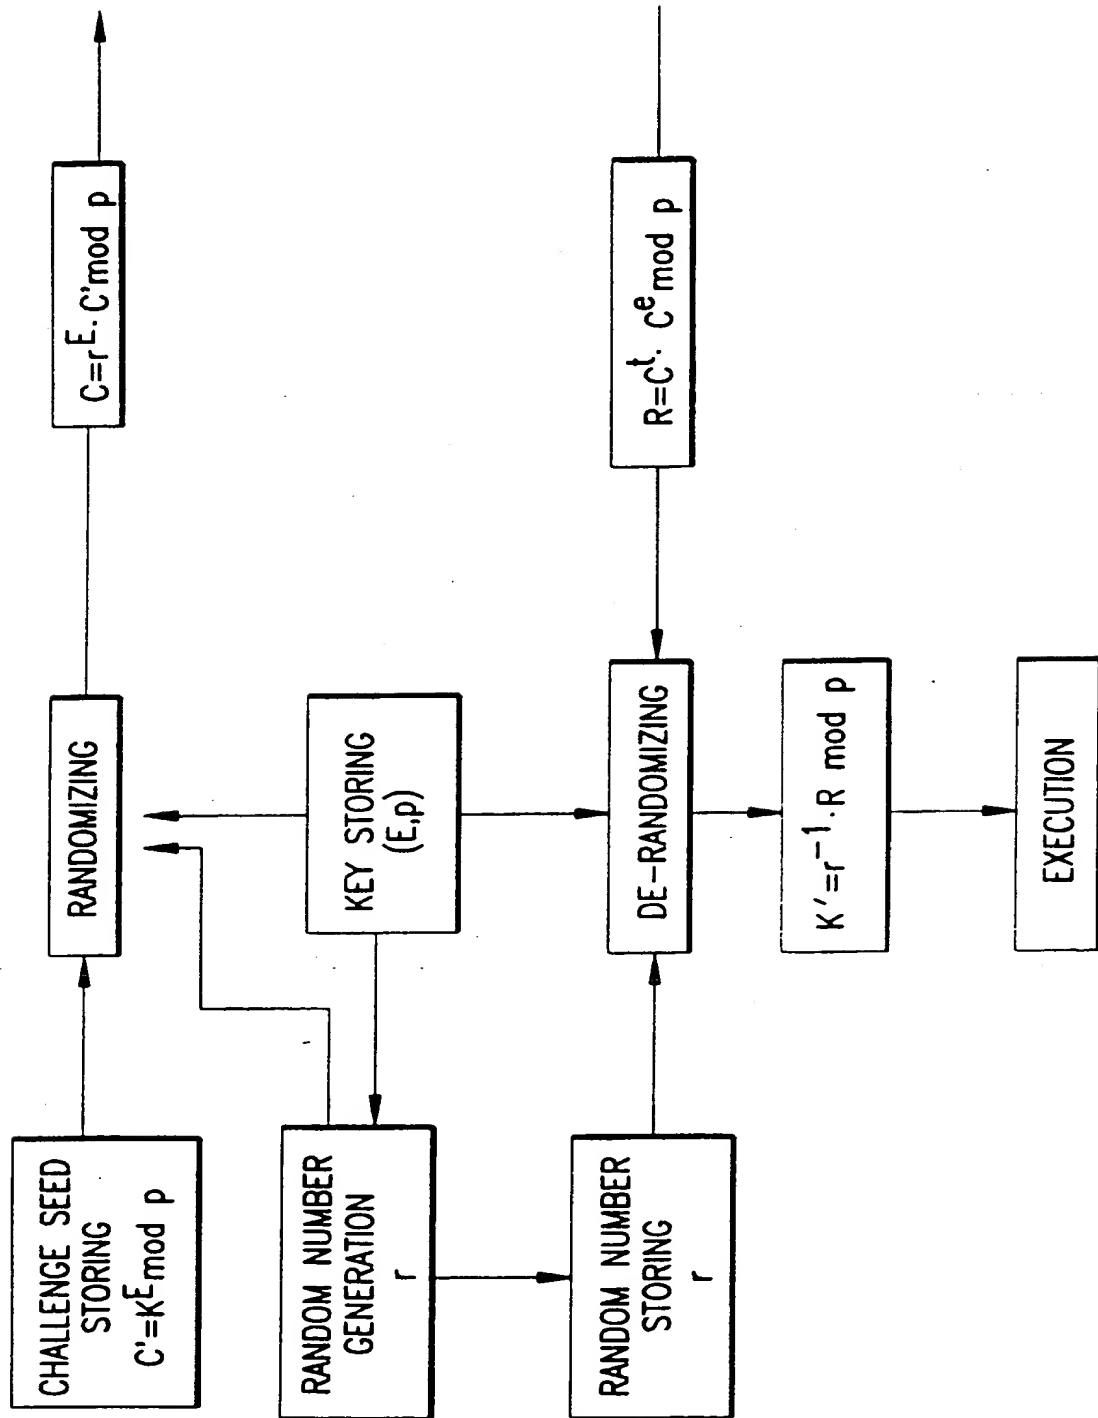 CHALLENGE SEED
STORING
C'=K^E mod p
RANDOMIZING
C=r^E· C' mod p
RANDOM NUMBER
GENERATION
r
KEY STORING
(E,p)
RANDOM NUMBER
STORING
r
DE-RANDOMIZING
R=C^t· C^e mod p
K'=r^-1·R mod p
EXECUTION